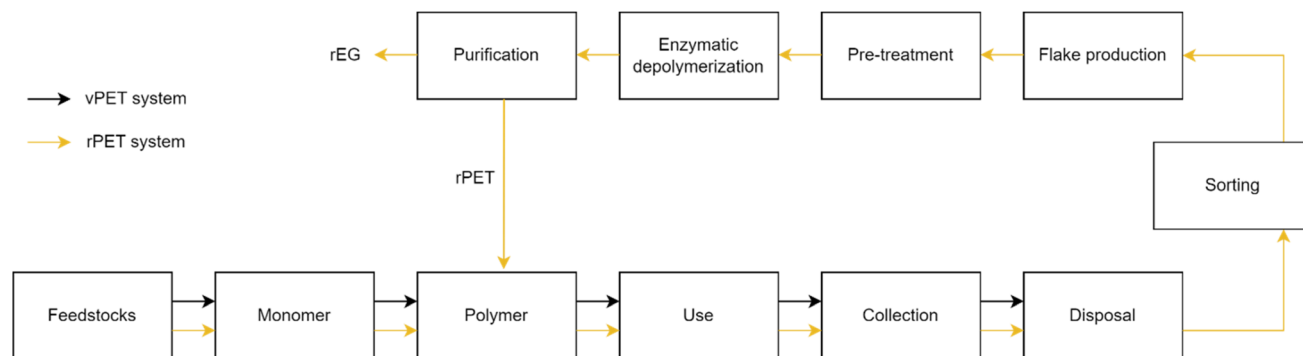 rEG
Purification
Enzymatic
depolymerization
Pre-treatment
Flake production
vPET system
rPET system
rPET
Sorting
Feedstocks
Monomer
Polymer
Use
Collection
Disposal